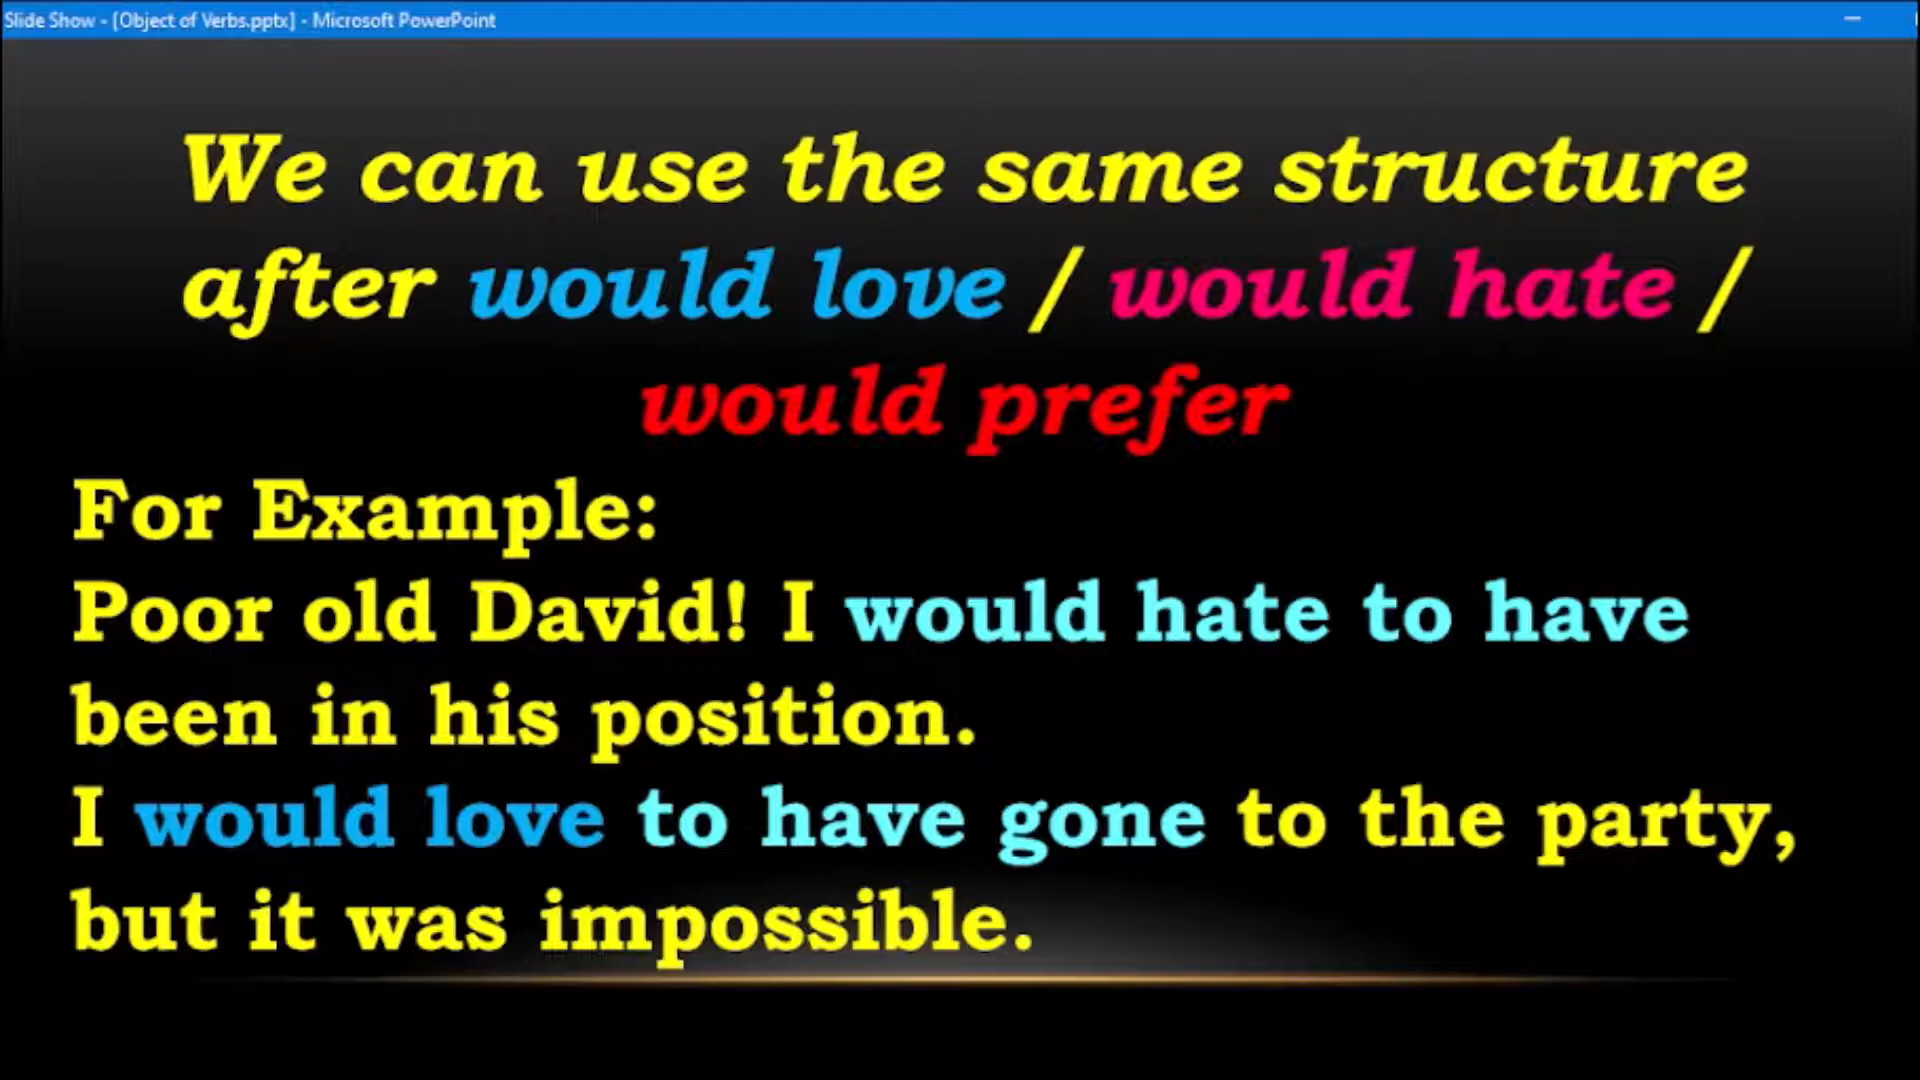 Slide Show - [Object of Verbs.pptx] - Microsoft PowerPoint
We can use the same structure
after would love / would hate /
would prefer
For Example:
Poor old David! I would hate to have
been in his position.
I would love to have gone to the party,
but it was impossible.